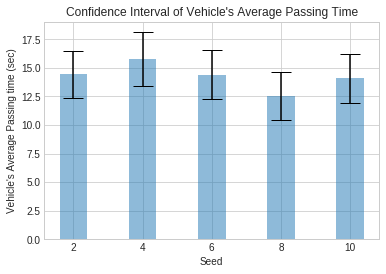 Confidence Interval of Vehicle's Average Passing Time
Vehicle's Average Passing time (sec)
17.5
15.0
12.5
10.0
7.5
5.0
2.5
0.0
2 4 6 8 10
Seed